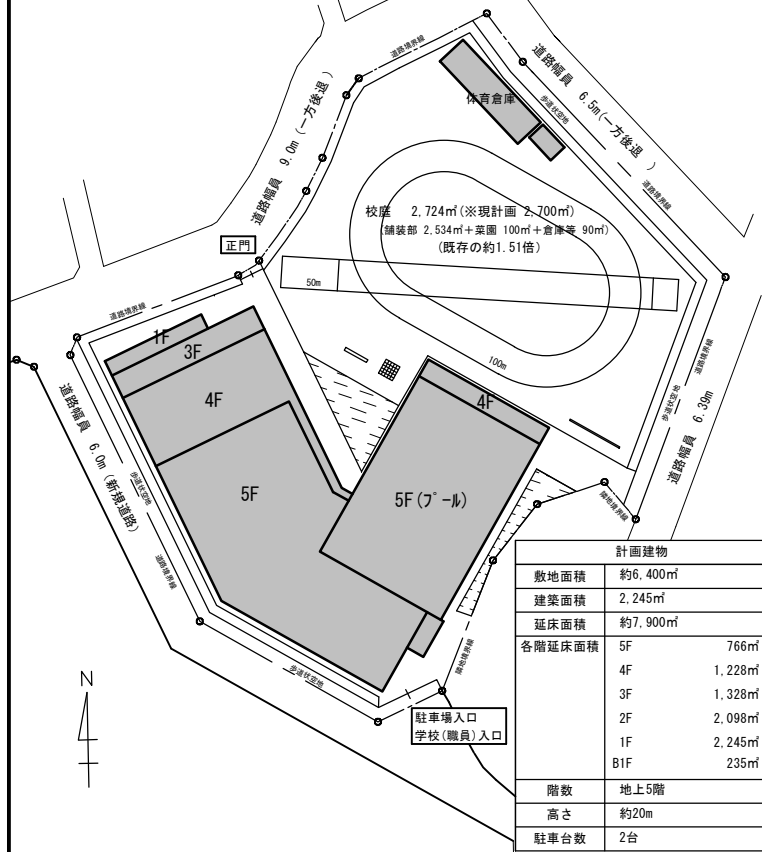 道路境界線
道路幅員 6.5m(一方後退 )
道路幅員 9.0m(一方後退 )
体育倉庫
歩道状空地
道路境界線
校庭 2,724㎡(※現計画 2,700㎡)
(舗装部 2,534㎡+菜園 100㎡+倉庫等 90㎡)
(既存の約1.51倍)
正門
50m
道路境界線
道路境界線
1F
3F
4F
100m
4F
歩道状空地
道路幅員 6.39m
道路幅員 6.0m(新規道路)
歩道状空地
道路境界線
5F
5F(プール)
隣地境界線
隣地境界線
歩道状空地
N
駐車場入口
学校(職員)入口
計画建物
敷地面積 約6,400㎡
建築面積 2,245㎡
延床面積 約7,900㎡
各階延床面積 5F 766㎡
4F 1,228㎡
3F 1,328㎡
2F 2,098㎡
1F 2,245㎡
B1F 235㎡
階数 地上5階
高さ 約20m
駐車台数 2台